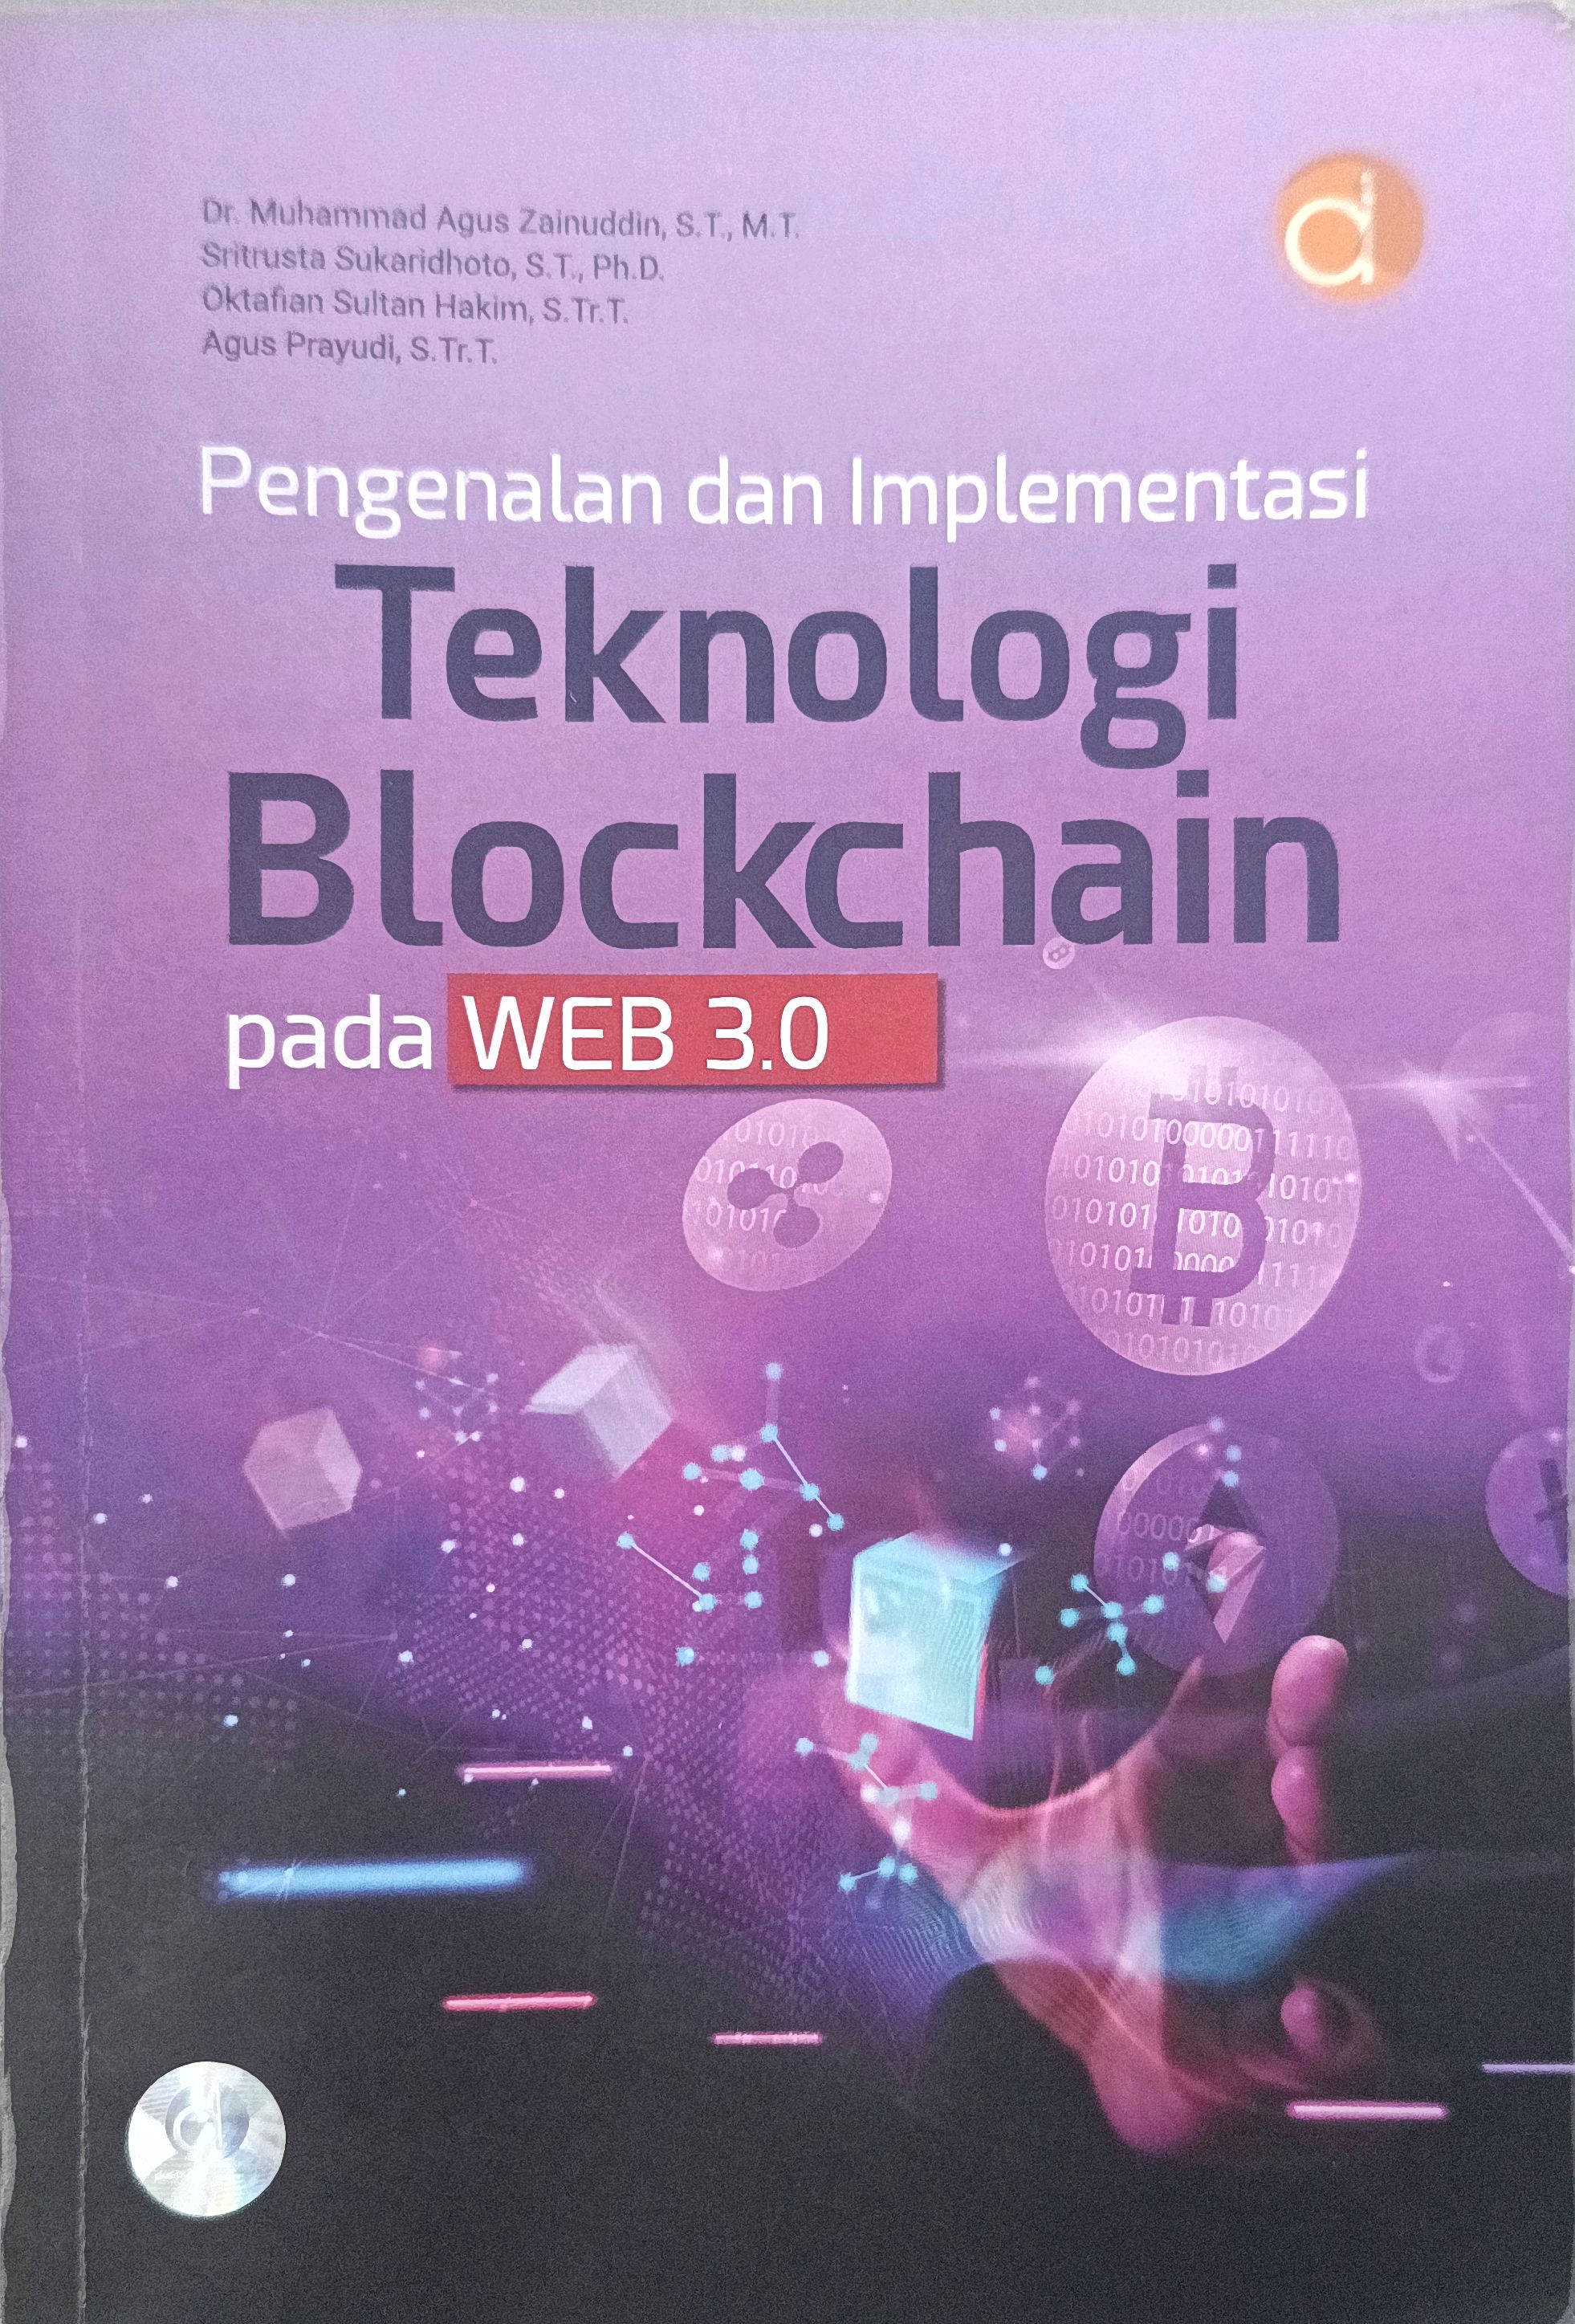 Dr. Muhammad Agus Zainuddin, S.T., M.T.
Sritrusta Sukaridhoto, S.T., Ph.D.
Oktafian Sultan Hakim, S.Tr.T.
Agus Prayudi, S.Tr.T.
d
Pengenalan dan Implementasi
Teknologi
Blockchain
pada WEB 3.0